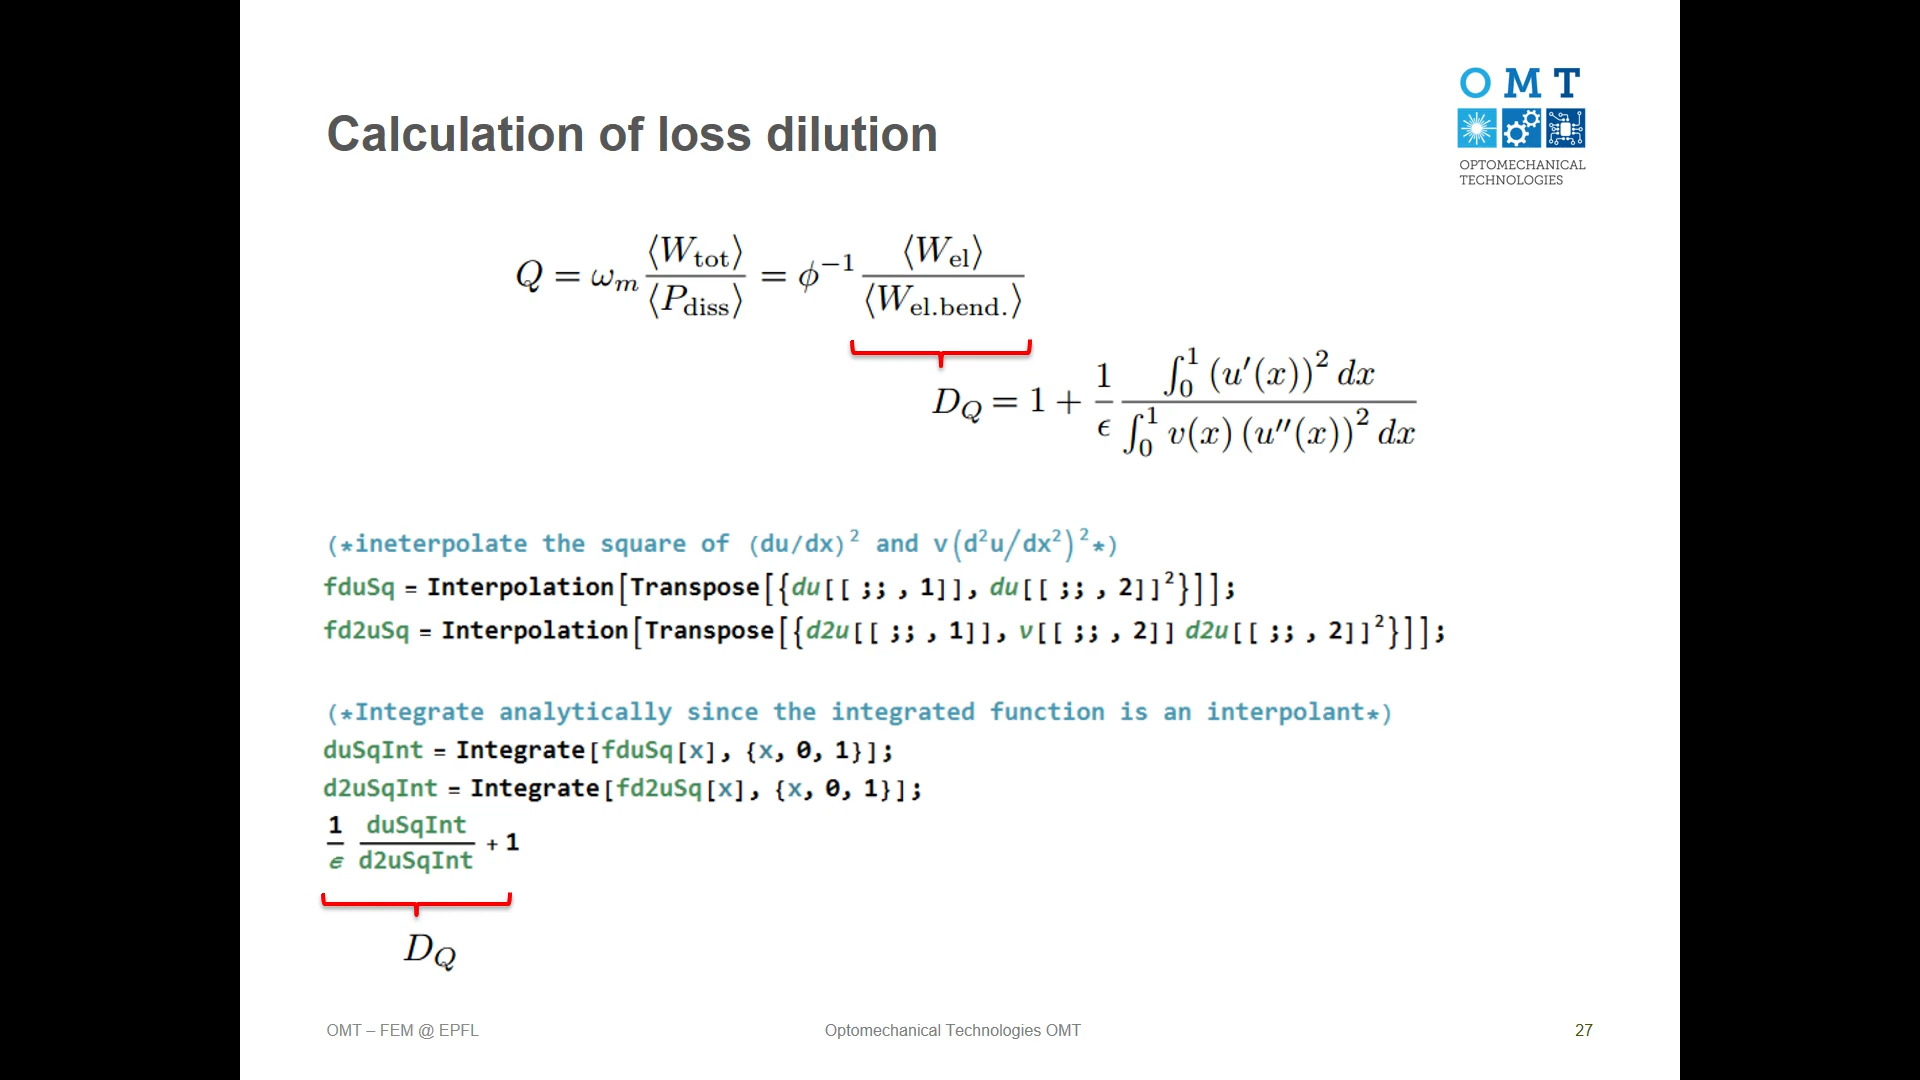 OMT
OPTOMECHANICAL
TECHNOLOGIES
Calculation of loss dilution
Q = ω_m ⟨W_tot⟩/⟨P_diss⟩ = ϕ^−1 ⟨W_el⟩/⟨W_el.bend.⟩
D_Q = 1 + 1/ϵ ∫_0^1 (u′(x))^2 dx / ∫_0^1 v(x) (u″(x))^2 dx
(*ineterpolate the square of (du/dx)^2 and v(d^2u/dx^2)^2*)
fduSq = Interpolation[Transpose[{du[[ ;; , 1]], du[[ ;; , 2]]^2}]];
fd2uSq = Interpolation[Transpose[{d2u[[ ;; , 1]], v[[ ;; , 2]] d2u[[ ;; , 2]]^2}]];
(*Integrate analytically since the integrated function is an interpolant*)
duSqInt = Integrate[fduSq[x], {x, 0, 1}];
d2uSqInt = Integrate[fd2uSq[x], {x, 0, 1}];
1/ϵ duSqInt/d2uSqInt + 1
D_Q
OMT – FEM @ EPFL
Optomechanical Technologies OMT
27